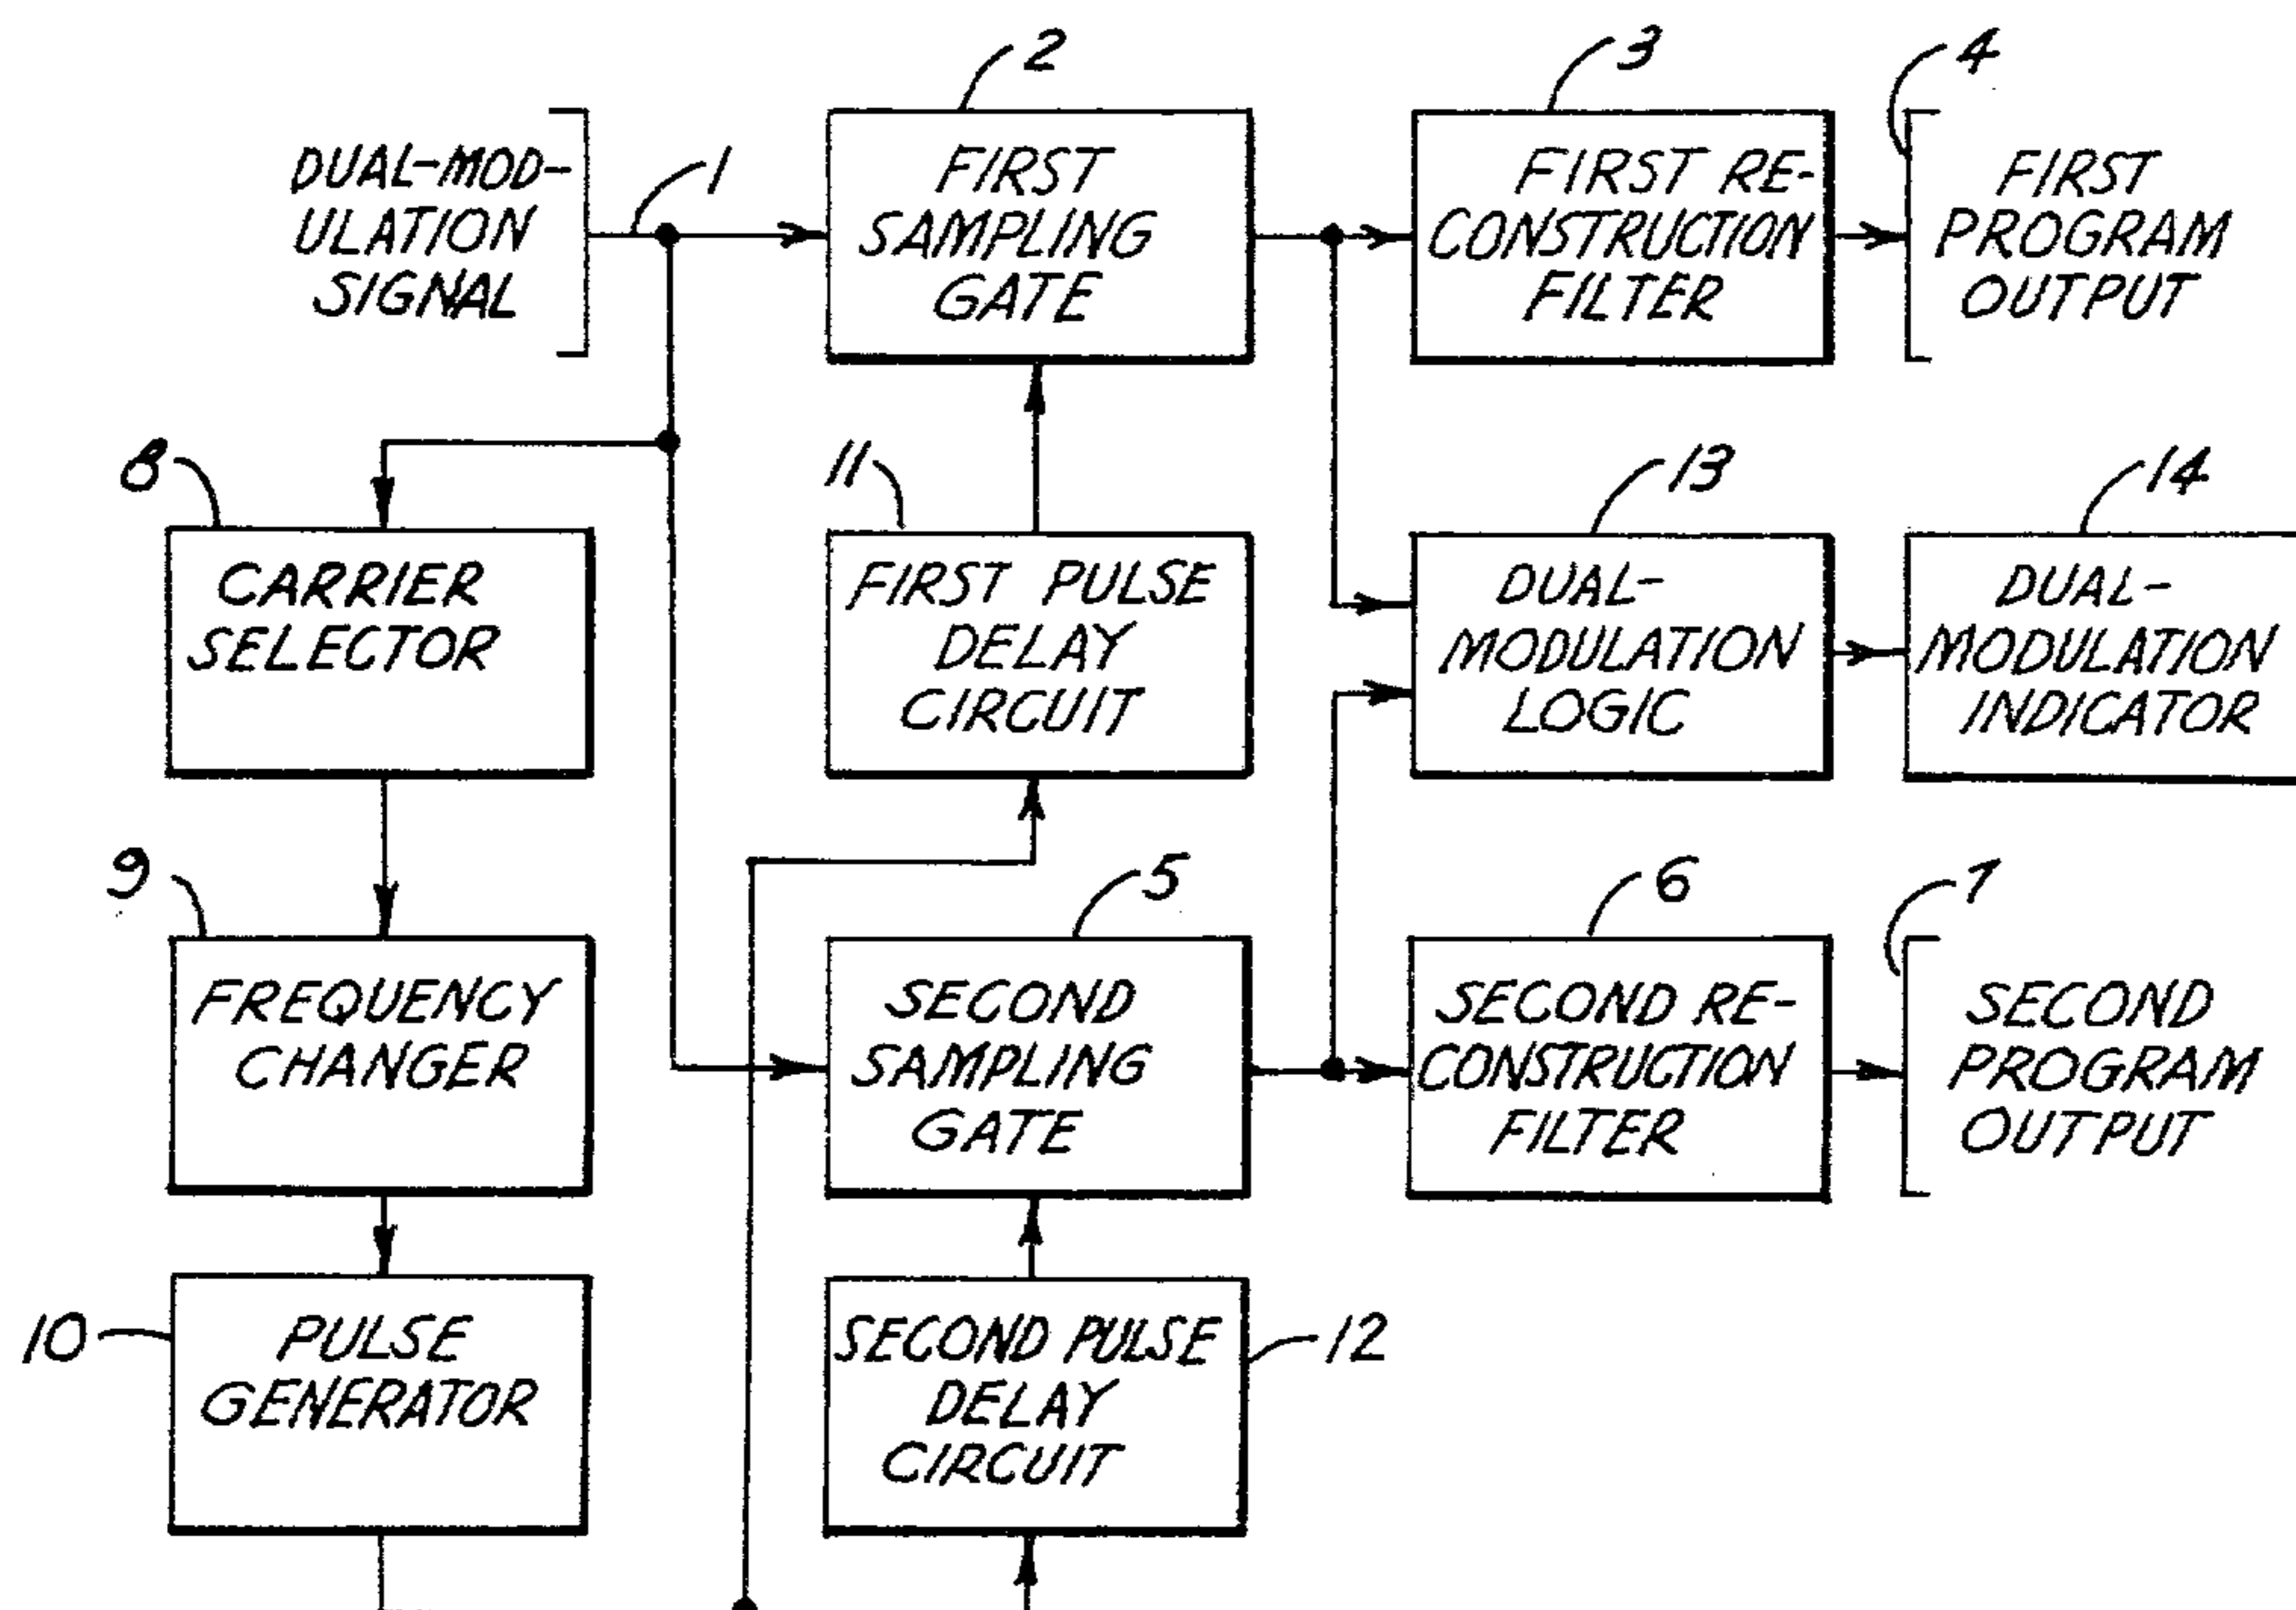 2
3
4
DUAL-MOD-
ULATION
SIGNAL
1
FIRST
SAMPLING
GATE
FIRST RE-
CONSTRUCTION
FILTER
FIRST
PROGRAM
OUTPUT
8
11
13
14
CARRIER
SELECTOR
FIRST PULSE
DELAY
CIRCUIT
DUAL-
MODULATION
LOGIC
DUAL-
MODULATION
INDICATOR
9
5
6
7
FREQUENCY
CHANGER
SECOND
SAMPLING
GATE
SECOND RE-
CONSTRUCTION
FILTER
SECOND
PROGRAM
OUTPUT
10
PULSE
GENERATOR
SECOND PULSE
DELAY
CIRCUIT
12